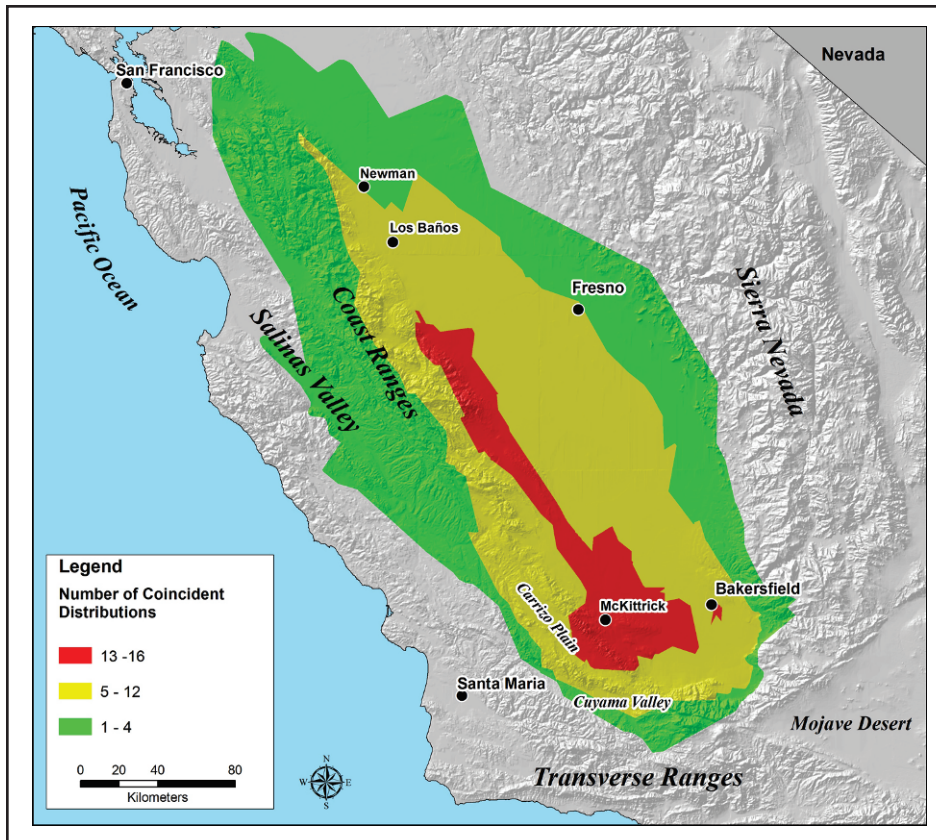 Nevada
San Francisco
Newman
Los Baños
Pacific Ocean
Coast Ranges
Salinas Valley
Fresno
Sierra Nevada
Legend
Number of Coincident
Distributions
13 -16
5 - 12
1 - 4
0 20 40 80
Kilometers
N
W E
S
Carrizo Plain
McKittrick
Bakersfield
Santa Maria
Cuyama Valley
Mojave Desert
Transverse Ranges